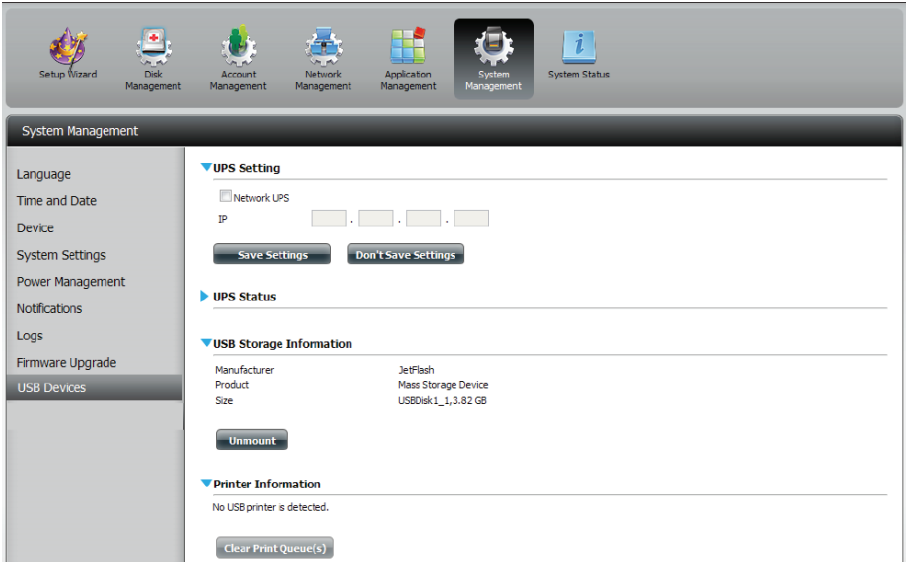 Setup Wizard
Disk Management
Account Management
Network Management
Application Management
System Management
System Status
System Management
Language
Time and Date
Device
System Settings
Power Management
Notifications
Logs
Firmware Upgrade
USB Devices
UPS Setting
Network UPS
IP . . .
Save Settings Don't Save Settings
UPS Status
USB Storage Information
Manufacturer JetFlash
Product Mass Storage Device
Size USBDisk1_1,3.82 GB
Unmount
Printer Information
No USB printer is detected.
Clear Print Queue(s)